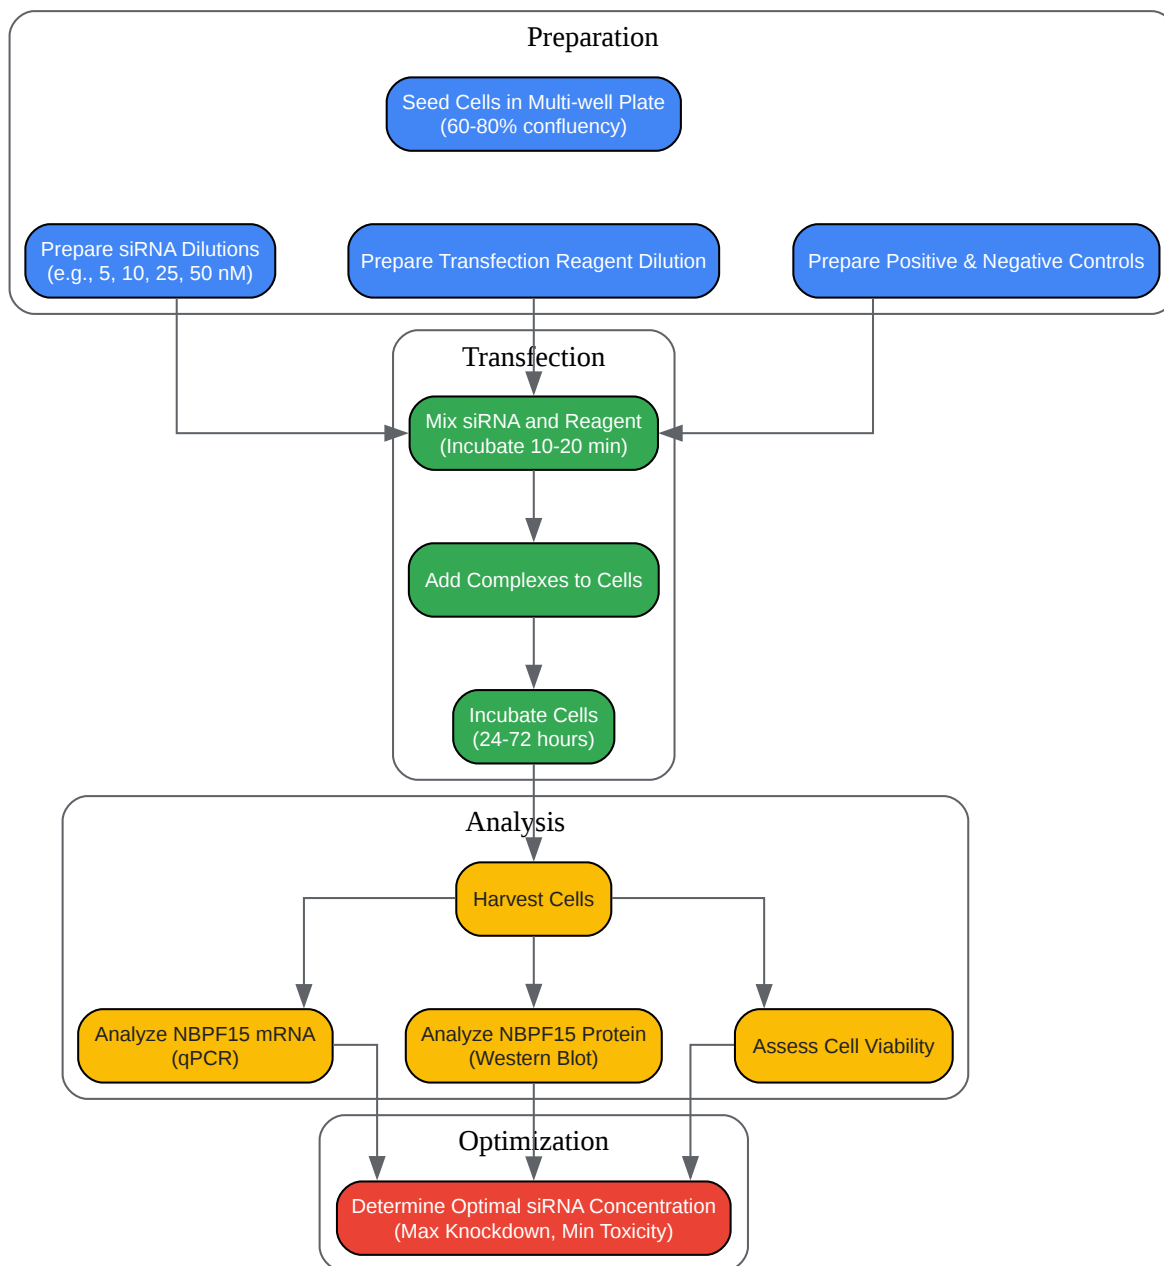 Preparation
Seed Cells in Multi-well Plate
(60-80% confluency)
Prepare siRNA Dilutions
(e.g., 5, 10, 25, 50 nM)
Prepare Transfection Reagent Dilution
Prepare Positive & Negative Controls
Transfection
Mix siRNA and Reagent
(Incubate 10-20 min)
Add Complexes to Cells
Incubate Cells
(24-72 hours)
Analysis
Harvest Cells
Analyze NBPF15 mRNA
(qPCR)
Analyze NBPF15 Protein
(Western Blot)
Assess Cell Viability
Optimization
Determine Optimal siRNA Concentration
(Max Knockdown, Min Toxicity)